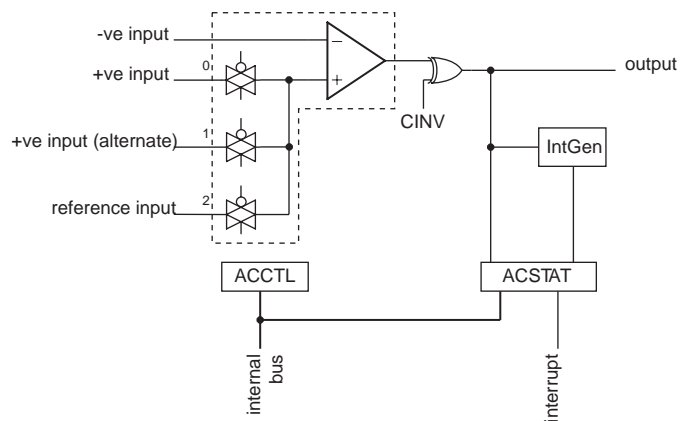 -ve input
+ve input
0
output
CINV
+ve input (alternate)
1
IntGen
reference input
2
ACCTL
ACSTAT
internal
bus
interrupt